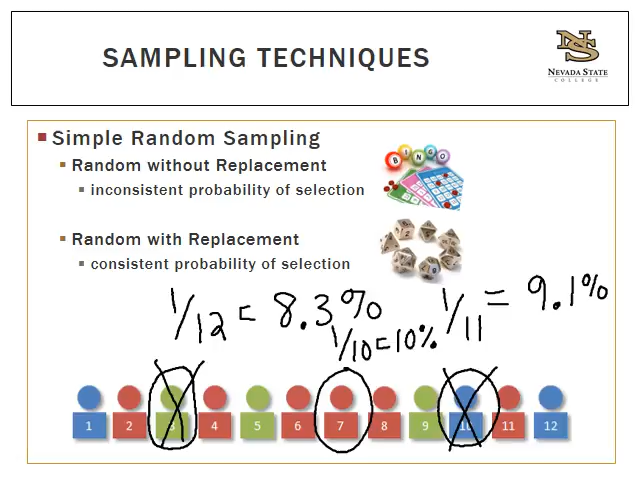 SAMPLING TECHNIQUES
NS
NEVADA STATE
COLLEGE
Simple Random Sampling
Random without Replacement
inconsistent probability of selection
BINGO
Random with Replacement
consistent probability of selection
1/12 = 8.3%
1/10 = 10%
1/11 = 9.1%
1 2 3 4 5 6 7 8 9 10 11 12